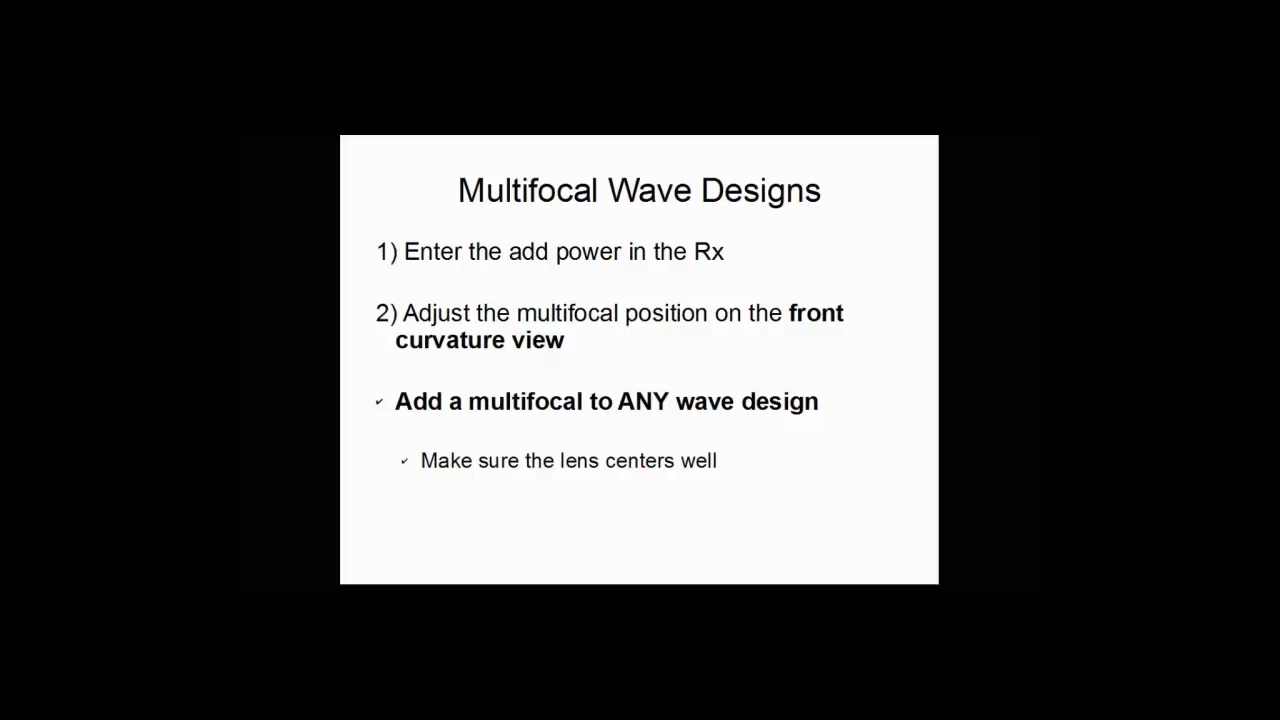 Multifocal Wave Designs
1) Enter the add power in the Rx
2) Adjust the multifocal position on the front
curvature view
✓ Add a multifocal to ANY wave design
✓ Make sure the lens centers well